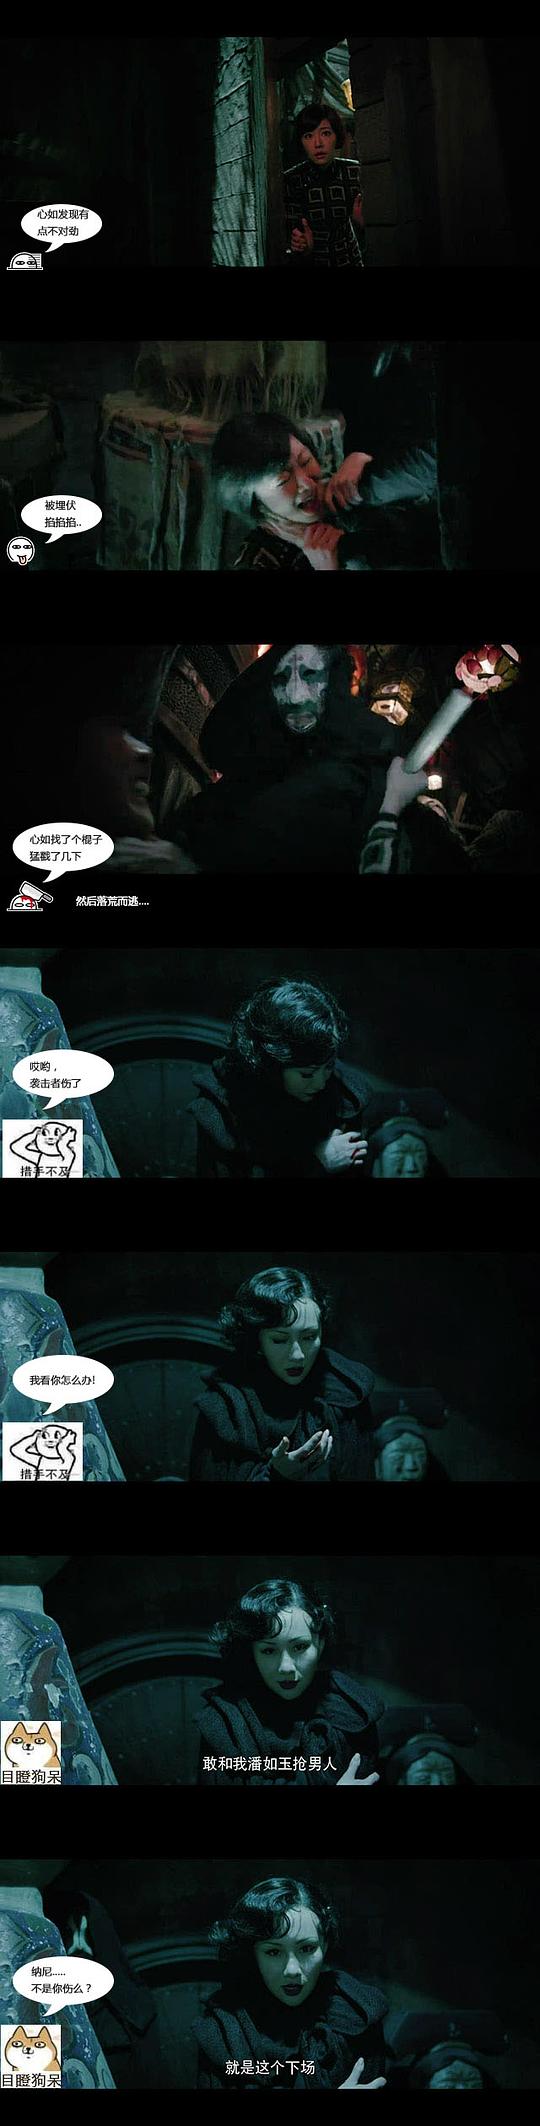 心如发现有
点不对劲
被埋伏
掐掐掐..
心如找了个棍子
猛戳了几下
然后落荒而逃....
哎哟，
袭击者伤了
措手不及
我看你怎么办!
措手不及
敢和我潘如玉抢男人
目瞪狗呆
纳尼.....
不是你伤么？
就是这个下场
目瞪狗呆